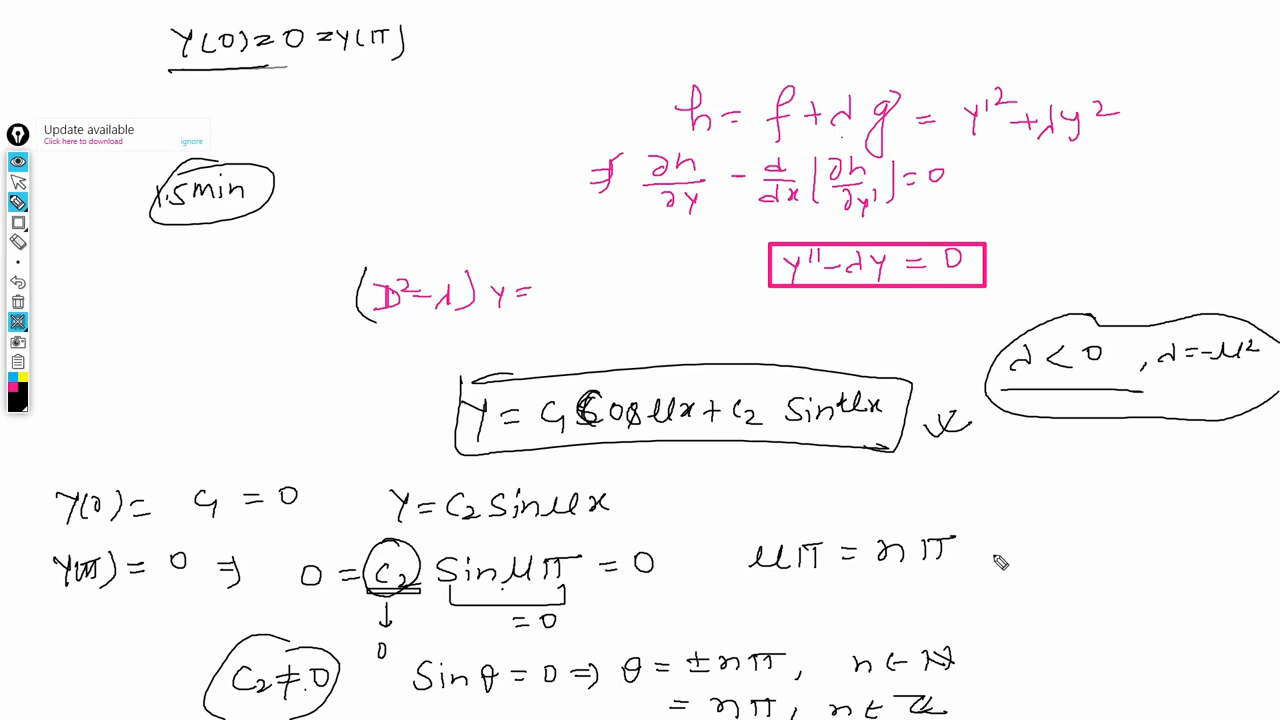 Y(0) = 0 = Y(π)
h = f + λ g = y'² + λy²
Update available
Click here to download ignore
⇒ ∂h/∂y - d/dx (∂h/∂y') = 0
1.5min
y'' - λy = 0
(D² - λ) y =
λ < 0 , λ = -μ²
Y = C₁ Cos μx + C₂ Sin μx
Y(0) = C₁ = 0 Y = C₂ Sin μx
Y(π) = 0 ⇒ 0 = C₂ Sin μπ = 0 μπ = nπ
= 0
0
C₂ ≠ 0 Sin θ = 0 ⇒ θ = ± nπ, n ∈ N
= nπ, n ∈ Z